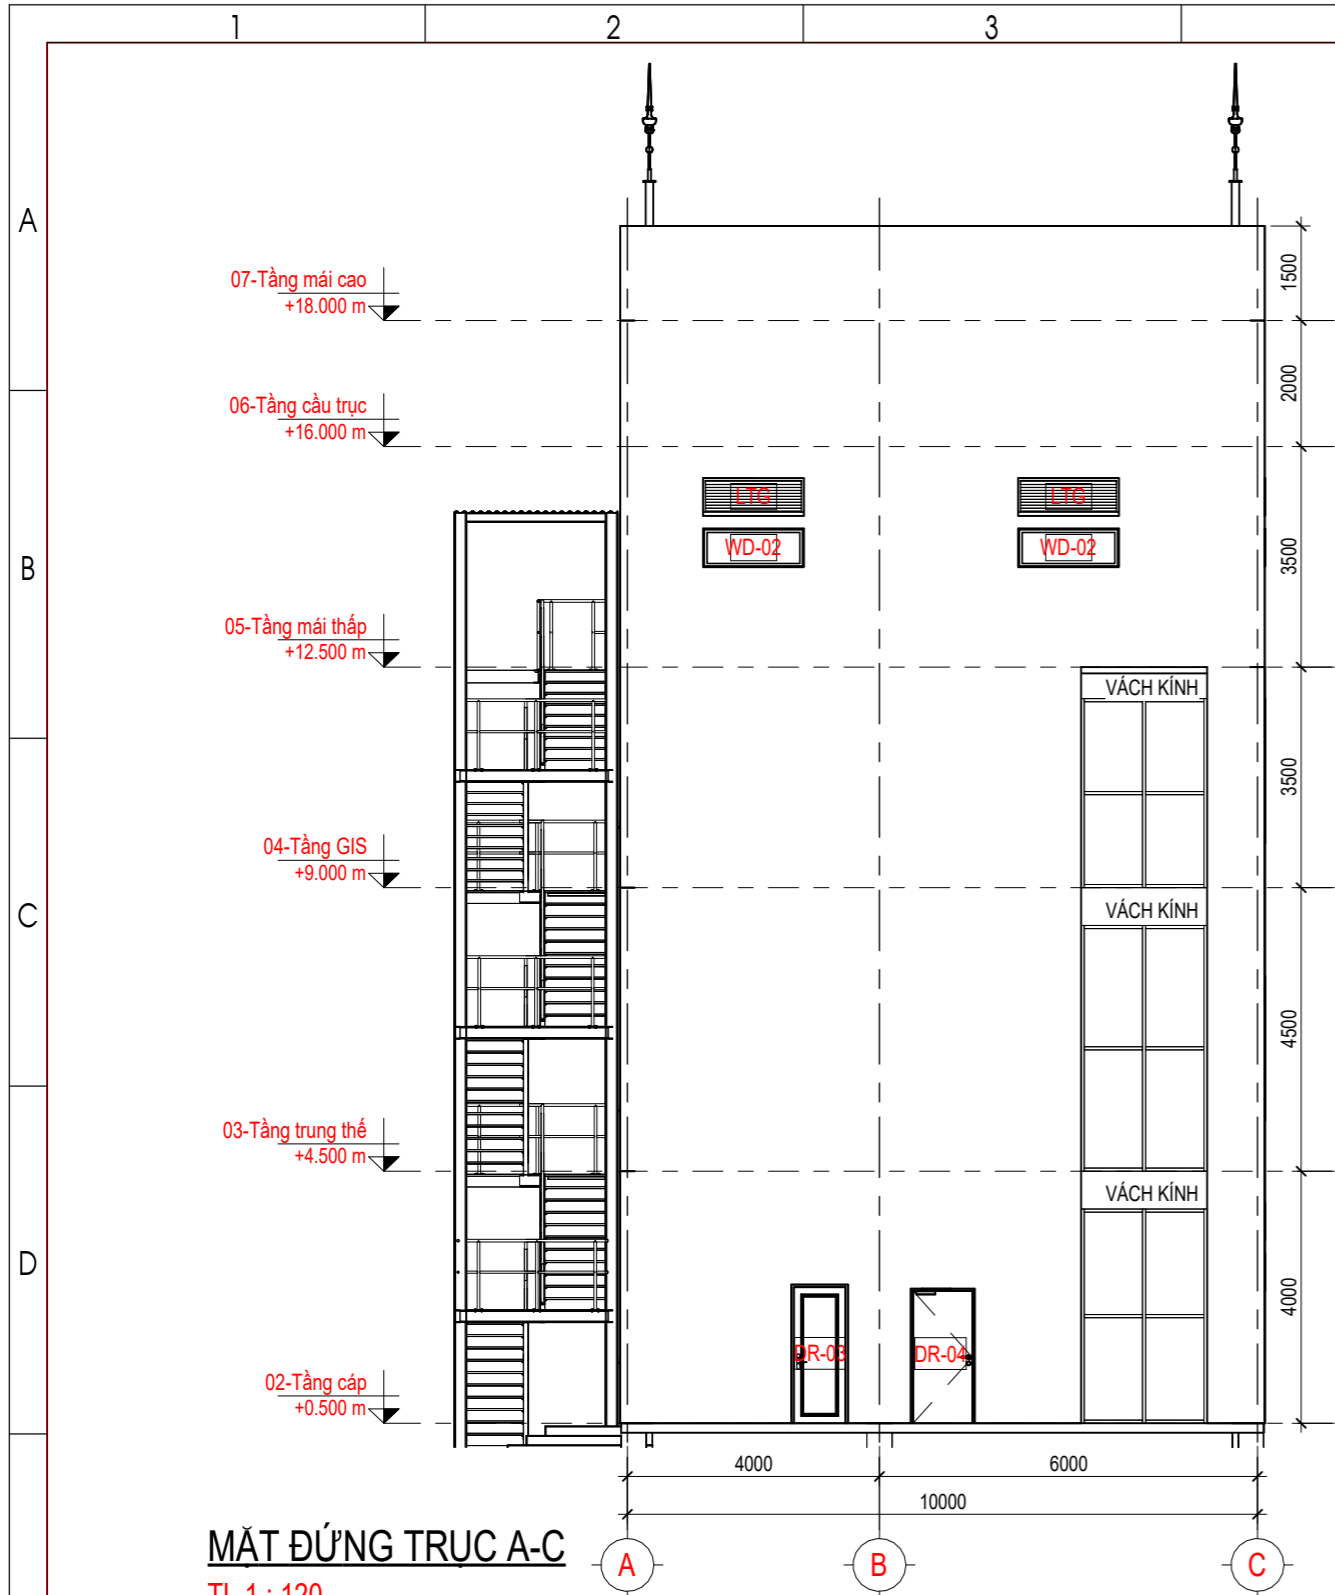 1 2 3
A
B
C
D
07-Tầng mái cao
+18.000 m
06-Tầng cầu trục
+16.000 m
05-Tầng mái thấp
+12.500 m
04-Tầng GIS
+9.000 m
03-Tầng trung thế
+4.500 m
02-Tầng cáp
+0.500 m
LTG LTG
WD-02 WD-02
VÁCH KÍNH
VÁCH KÍNH
VÁCH KÍNH
DR-03 DR-04
1500
2000
3500
3500
4500
4000
4000 6000
10000
A B C
MẶT ĐỨNG TRỤC A-C
TL 1 : 120